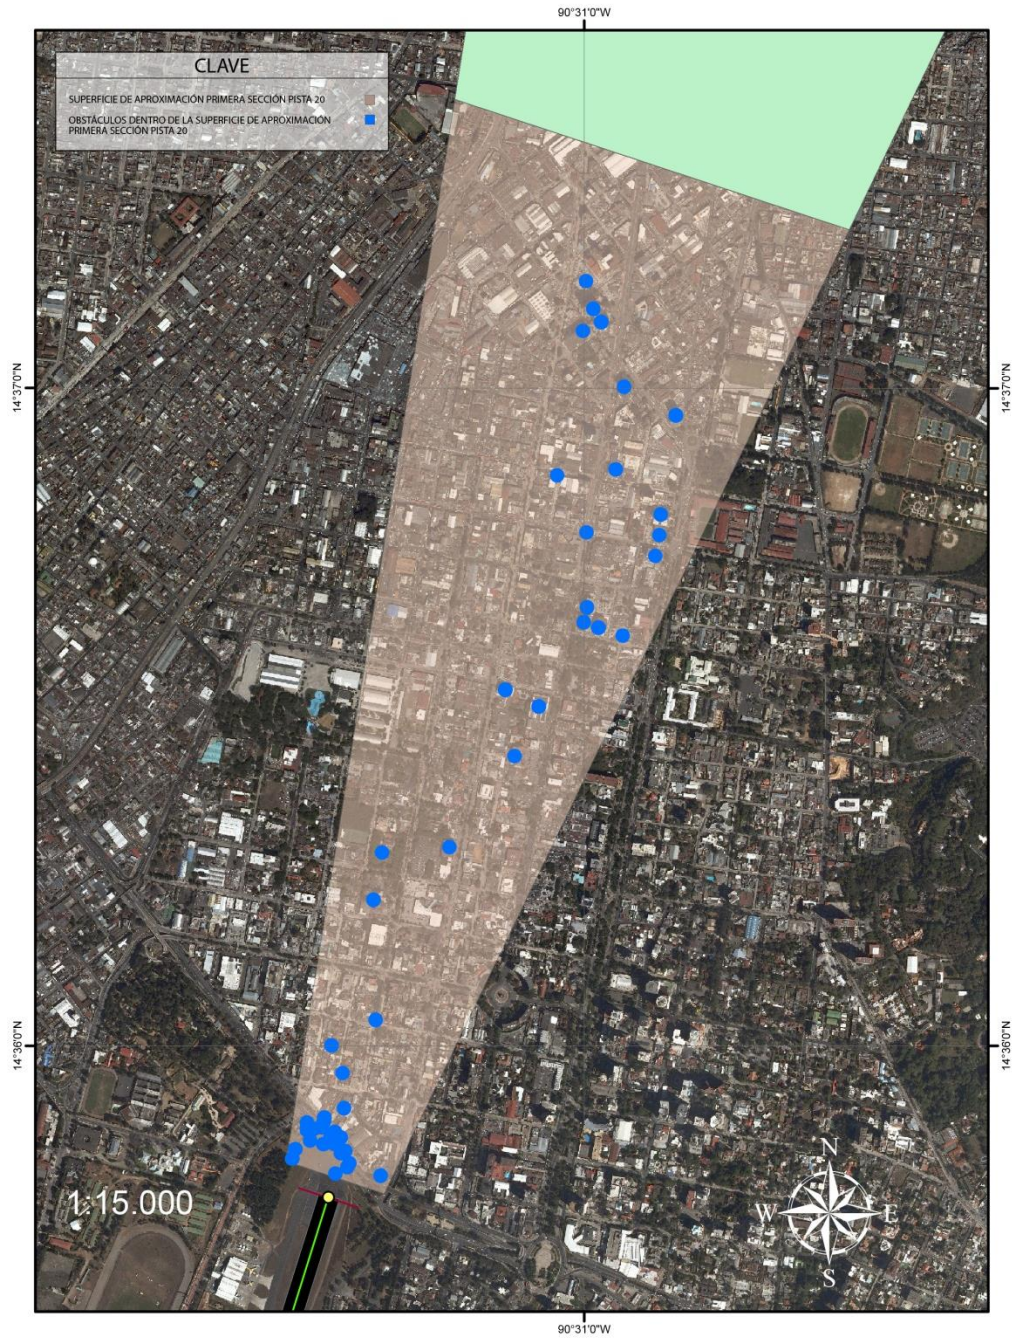 90°31'0"W
CLAVE
SUPERFICIE DE APROXIMACIÓN PRIMERA SECCIÓN PISTA 20
OBSTÁCULOS DENTRO DE LA SUPERFICIE DE APROXIMACIÓN
PRIMERA SECCIÓN PISTA 20
14°37'0"N
14°37'0"N
14°36'0"N
14°36'0"N
1:15.000
N
W
E
S
90°31'0"W